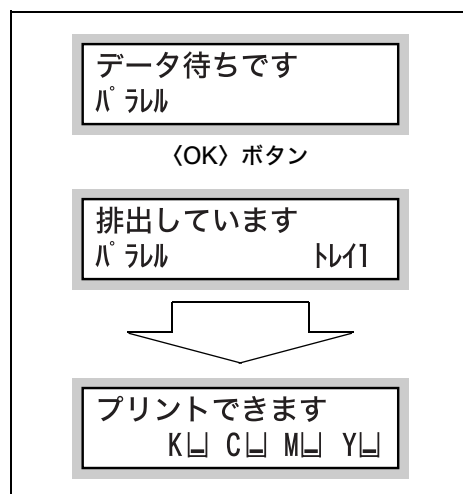 データ待ちです
ﾊﾟﾗﾚﾙ
〈OK〉ボタン
排出しています
ﾊﾟﾗﾚﾙ ﾄﾚｲ1
プリントできます
K C M Y